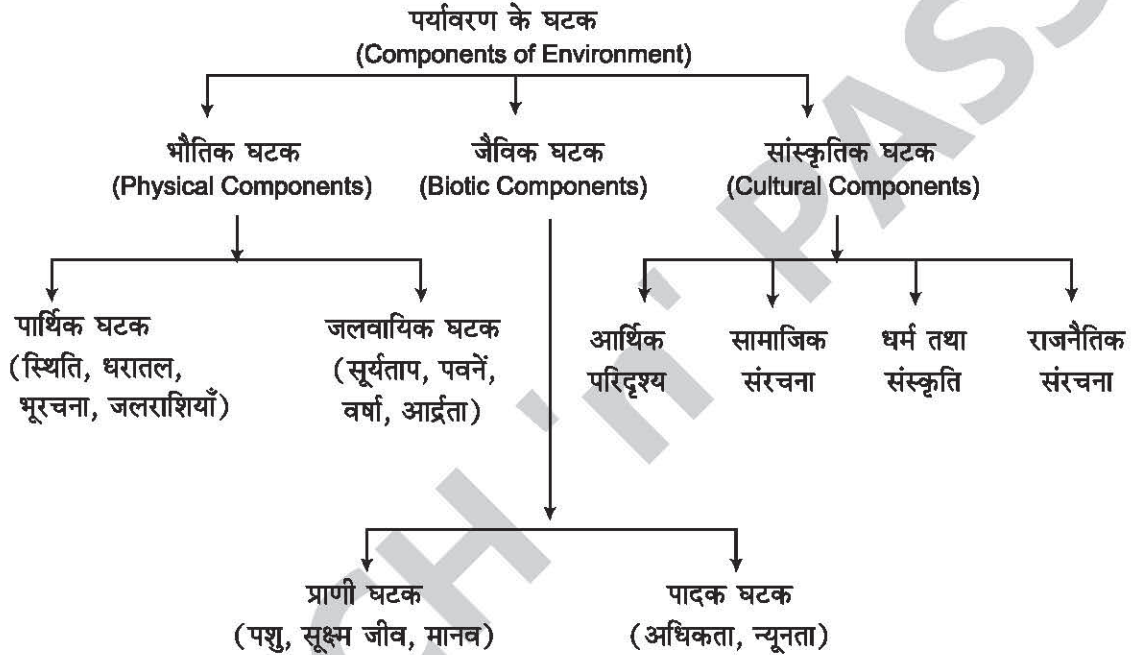 पर्यावरण के घटक
(Components of Environment)
भौतिक घटक
(Physical Components)
जैविक घटक
(Biotic Components)
सांस्कृतिक घटक
(Cultural Components)
पार्थिक घटक
(स्थिति, धरातल,
भूरचना, जलराशियाँ)
जलवायिक घटक
(सूर्यताप, पवनें,
वर्षा, आर्द्रता)
आर्थिक
परिदृश्य
सामाजिक
संरचना
धर्म तथा
संस्कृति
राजनैतिक
संरचना
प्राणी घटक
(पशु, सूक्ष्म जीव, मानव)
पादक घटक
(अधिकता, न्यूनता)
CH 'n' PASS